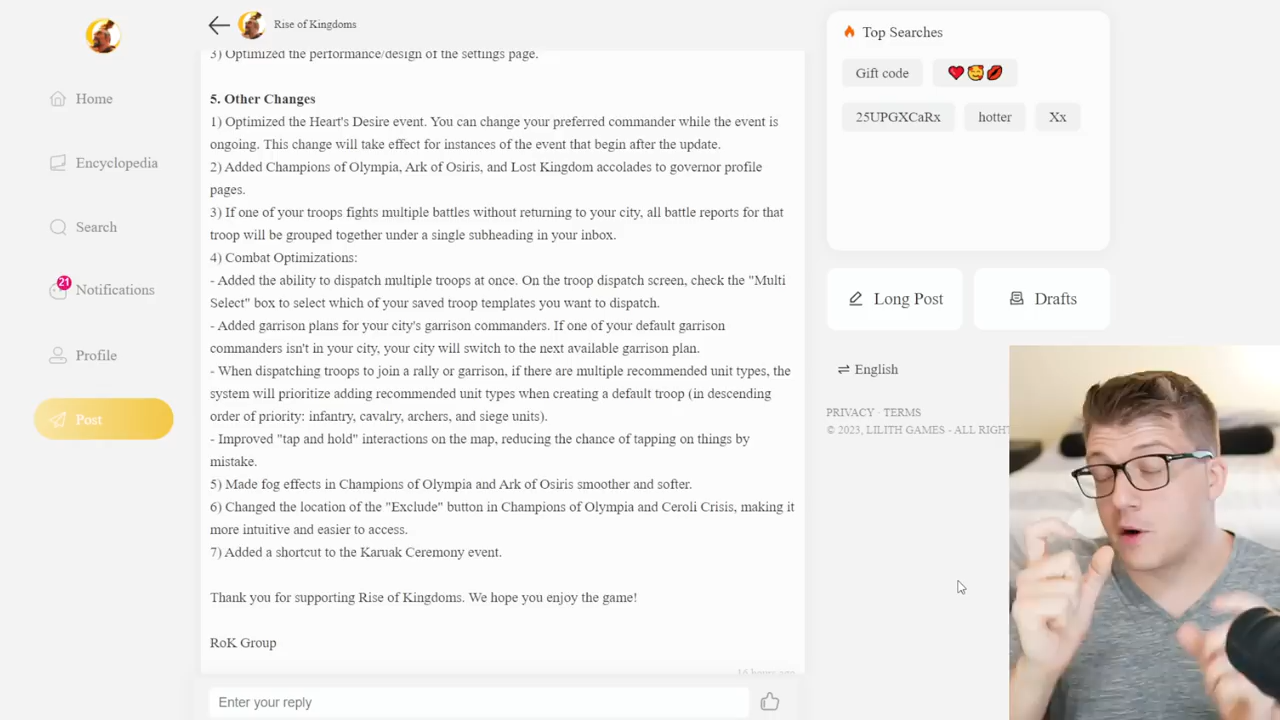 Rise of Kingdoms
3) Optimized the performance/design of the settings page.
5. Other Changes
1) Optimized the Heart's Desire event. You can change your preferred commander while the event is
ongoing. This change will take effect for instances of the event that begin after the update.
2) Added Champions of Olympia, Ark of Osiris, and Lost Kingdom accolades to governor profile
pages.
3) If one of your troops fights multiple battles without returning to your city, all battle reports for that
troop will be grouped together under a single subheading in your inbox.
4) Combat Optimizations:
- Added the ability to dispatch multiple troops at once. On the troop dispatch screen, check the "Multi
Select" box to select which of your saved troop templates you want to dispatch.
- Added garrison plans for your city's garrison commanders. If one of your default garrison
commanders isn't in your city, your city will switch to the next available garrison plan.
- When dispatching troops to join a rally or garrison, if there are multiple recommended unit types, the
system will prioritize adding recommended unit types when creating a default troop (in descending
order of priority: infantry, cavalry, archers, and siege units).
- Improved "tap and hold" interactions on the map, reducing the chance of tapping on things by
mistake.
5) Made fog effects in Champions of Olympia and Ark of Osiris smoother and softer.
6) Changed the location of the "Exclude" button in Champions of Olympia and Ceroli Crisis, making it
more intuitive and easier to access.
7) Added a shortcut to the Karuak Ceremony event.
Thank you for supporting Rise of Kingdoms. We hope you enjoy the game!
RoK Group
16 hours ago
Enter your reply
Home
Encyclopedia
Search
21
Notifications
Profile
Post
Top Searches
Gift code
25UPGXCaRx
hotter
Xx
Long Post
Drafts
English
PRIVACY · TERMS
© 2023, LILITH GAMES - ALL